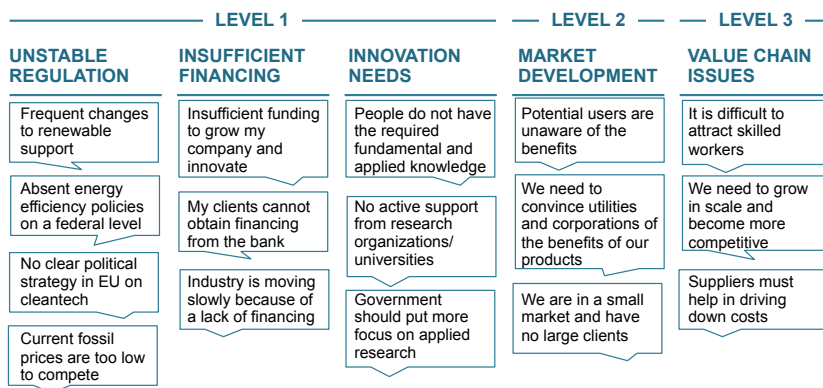 LEVEL 1
LEVEL 2
LEVEL 3
UNSTABLE
REGULATION
Frequent changes
to renewable
support
Absent energy
efficiency policies
on a federal level
No clear political
strategy in EU on
cleantech
Current fossil
prices are too low
to compete
INSUFFICIENT
FINANCING
Insufficient funding
to grow my
company and
innovate
My clients cannot
obtain financing
from the bank
Industry is moving
slowly because of
a lack of financing
INNOVATION
NEEDS
People do not have
the required
fundamental and
applied knowledge
No active support
from research
organizations/
universities
Government
should put more
focus on applied
research
MARKET
DEVELOPMENT
Potential users are
unaware of the
benefits
We need to
convince utilities
and corporations of
the benefits of our
products
We are in a small
market and have
no large clients
VALUE CHAIN
ISSUES
It is difficult to
attract skilled
workers
We need to grow
in scale and
become more
competitive
Suppliers must
help in driving
down costs